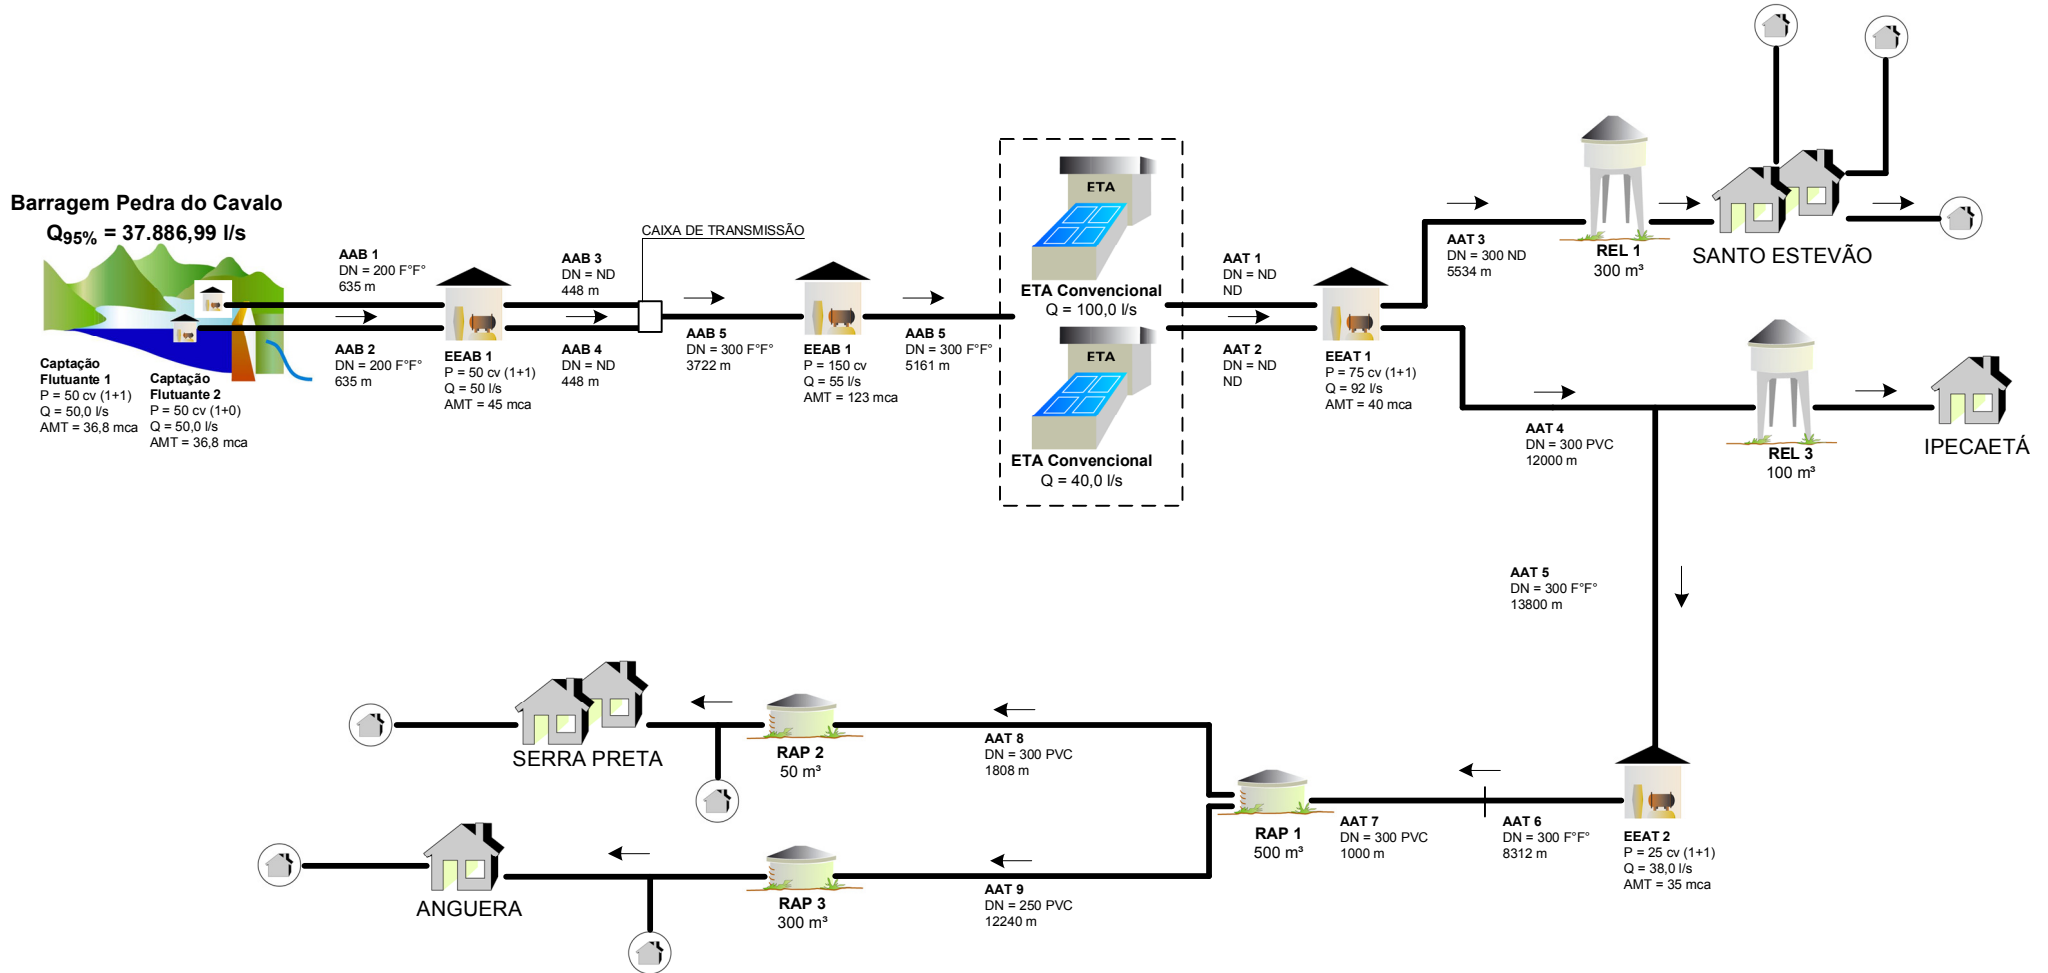 Barragem Pedra do Cavalo
Q95% = 37.886,99 l/s
Captação
Flutuante 1
P = 50 cv (1+1)
Q = 50,0 l/s
AMT = 36,8 mca
Captação
Flutuante 2
P = 50 cv (1+0)
Q = 50,0 l/s
AMT = 36,8 mca
AAB 1
DN = 200 F°F°
635 m
AAB 2
DN = 200 F°F°
635 m
EEAB 1
P = 50 cv (1+1)
Q = 50 l/s
AMT = 45 mca
AAB 3
DN = ND
448 m
AAB 4
DN = ND
448 m
CAIXA DE TRANSMISSÃO
AAB 5
DN = 300 F°F°
3722 m
EEAB 1
P = 150 cv
Q = 55 l/s
AMT = 123 mca
AAB 5
DN = 300 F°F°
5161 m
ETA
ETA Convencional
Q = 100,0 l/s
ETA
ETA Convencional
Q = 40,0 l/s
AAT 1
DN = ND
ND
AAT 2
DN = ND
ND
EEAT 1
P = 75 cv (1+1)
Q = 92 l/s
AMT = 40 mca
AAT 3
DN = 300 ND
5534 m
REL 1
300 m³
SANTO ESTEVÃO
AAT 4
DN = 300 PVC
12000 m
REL 3
100 m³
IPECAETÁ
AAT 5
DN = 300 F°F°
13800 m
EEAT 2
P = 25 cv (1+1)
Q = 38,0 l/s
AMT = 35 mca
AAT 6
DN = 300 F°F°
8312 m
AAT 7
DN = 300 PVC
1000 m
RAP 1
500 m³
AAT 8
DN = 300 PVC
1808 m
RAP 2
50 m³
SERRA PRETA
AAT 9
DN = 250 PVC
12240 m
RAP 3
300 m³
ANGUERA